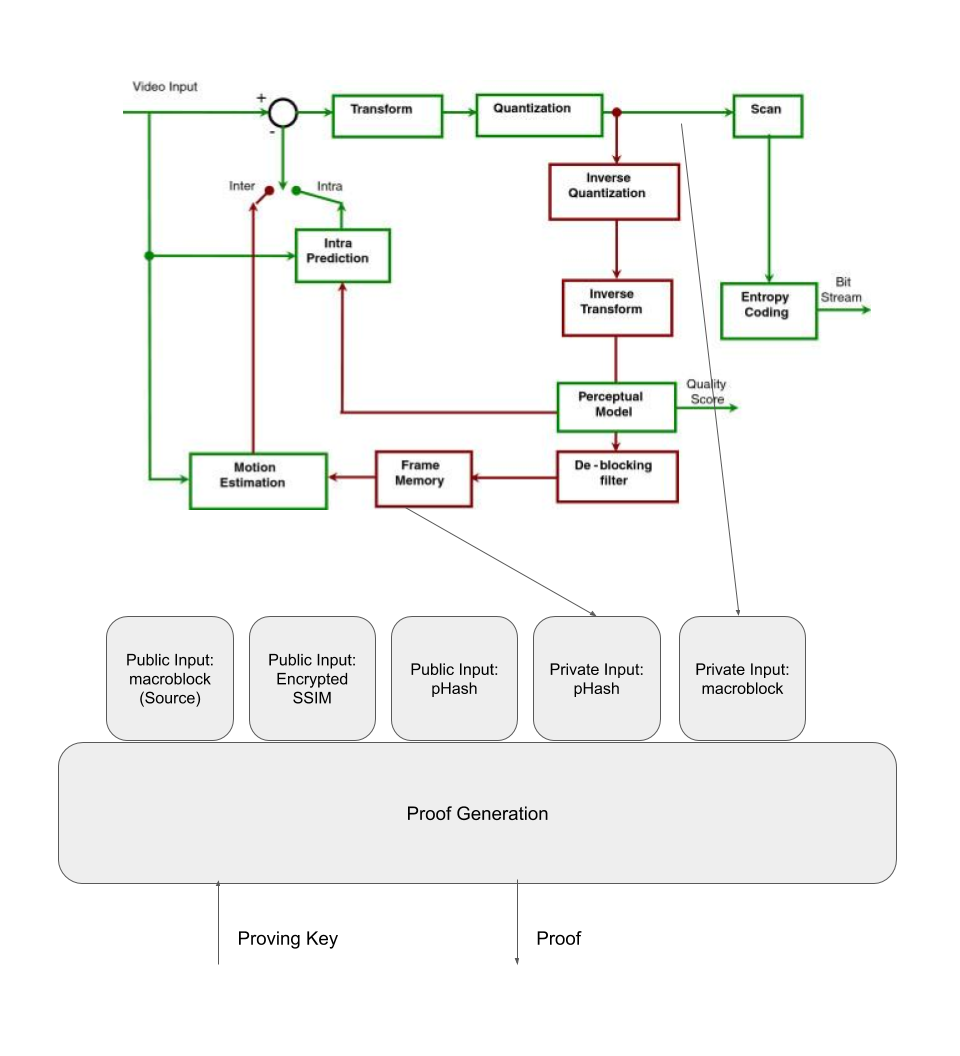 Video Input
+
-
Transform
Quantization
Scan
Inter
Intra
Inverse
Quantization
Intra
Prediction
Inverse
Transform
Entropy
Coding
Bit
Stream
Perceptual
Model
Quality
Score
Motion
Estimation
Frame
Memory
De - blocking
filter
Public Input:
macroblock
(Source)
Public Input:
Encrypted
SSIM
Public Input:
pHash
Private Input:
pHash
Private Input:
macroblock
Proof Generation
Proving Key
Proof